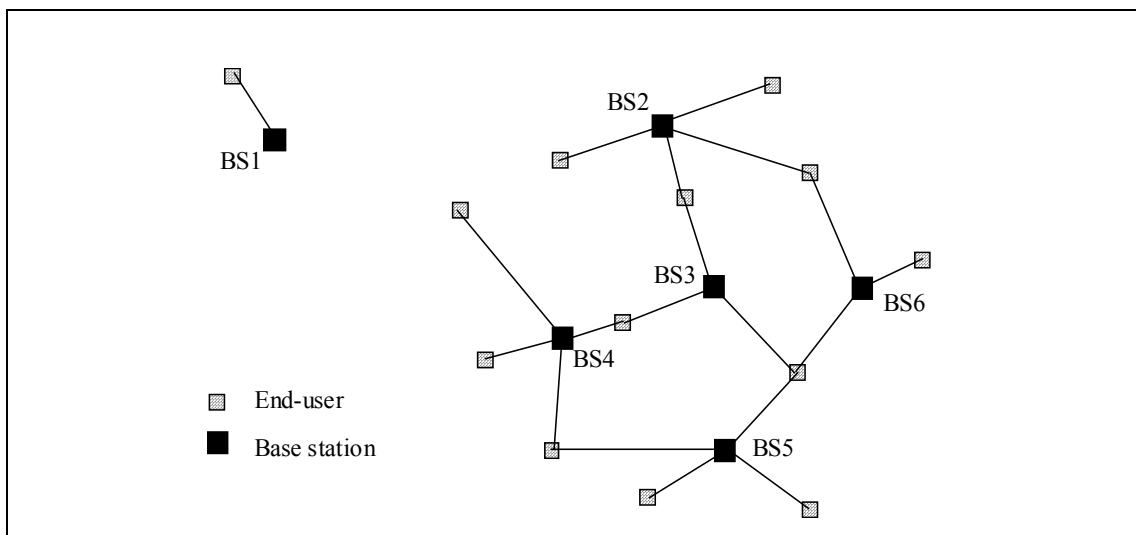 BS2
BS1
BS3
BS6
BS4
End-user
Base station
BS5